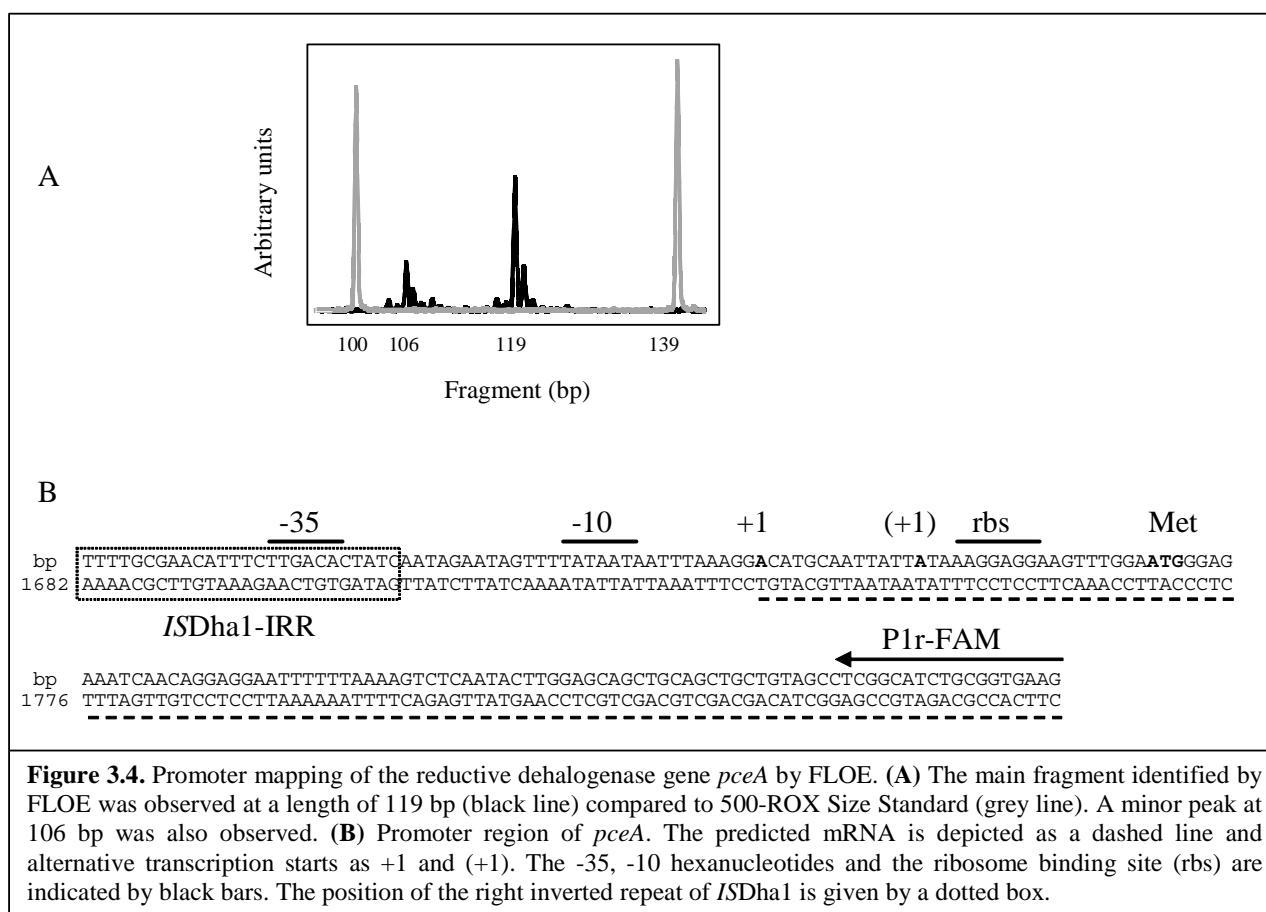 A
Arbitrary units
100 106 119 139
Fragment (bp)
B
-35 -10 +1 (+1) rbs Met
bp TTTTGCGAACATTTCTTGACACTATCAATAGAATAGTTTTATAATAATTTAAAGGACATGCAATTATTATAAAGGAGGAAGTTTGGAATGGGAG
1682 AAAACGCTTGTAAAGAACTGTGATAGTTATCTTATCAAAATATTATTAAATTTCCTGTACGTTAATAATATTTCCTCCTTCAAACCTTACCCTC
ISDha1-IRR
P1r-FAM
bp AAATCAACAGGAGGAATTTTTTAAAAGTCTCAATACTTGGAGCAGCTGCAGCTGCTGTAGCCTCGGCATCTGCGGTGAAG
1776 TTTAGTTGTCCTCCTTAAAAAATTTTCAGAGTTATGAACCTCGTCGACGTCGACGACATCGGAGCCGTAGACGCCACTTC
Figure 3.4. Promoter mapping of the reductive dehalogenase gene pceA by FLOE. (A) The main fragment identified by
FLOE was observed at a length of 119 bp (black line) compared to 500-ROX Size Standard (grey line). A minor peak at
106 bp was also observed. (B) Promoter region of pceA. The predicted mRNA is depicted as a dashed line and
alternative transcription starts as +1 and (+1). The -35, -10 hexanucleotides and the ribosome binding site (rbs) are
indicated by black bars. The position of the right inverted repeat of ISDha1 is given by a dotted box.